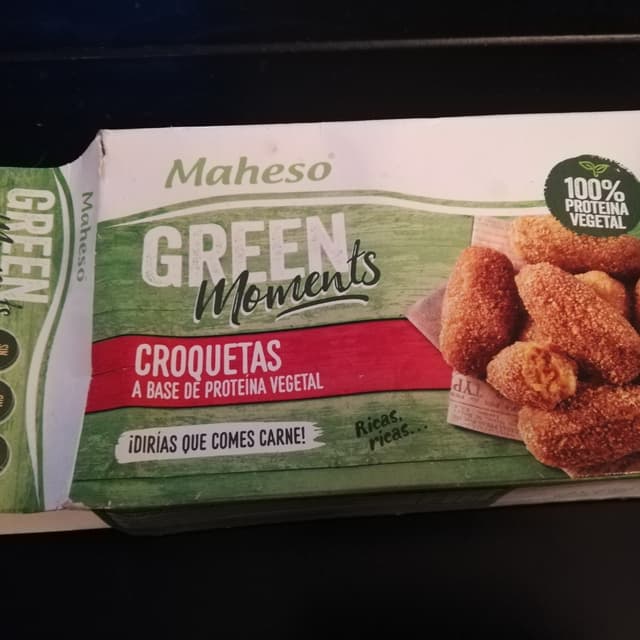 Maheso
GREEN
Moments
CROQUETAS
A BASE DE PROTEÍNA VEGETAL
¡DIRÍAS QUE COMES CARNE!
Ricas,
ricas...
100%
PROTEÍNA
VEGETAL
Maheso
GREEN